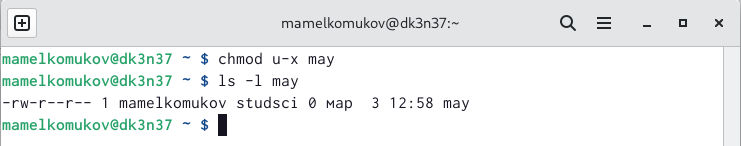 mamelkomukov@dk3n37:~
mamelkomukov@dk3n37 ~ $ chmod u-x may
mamelkomukov@dk3n37 ~ $ ls -l may
-rw-r--r-- 1 mamelkomukov studsci 0 мар  3 12:58 may
mamelkomukov@dk3n37 ~ $